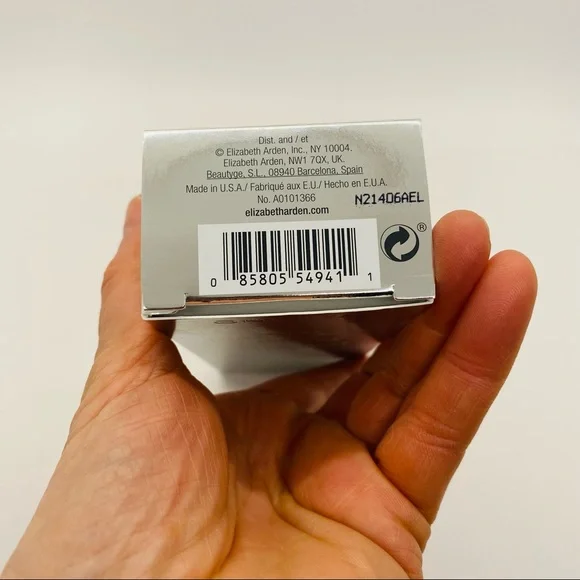 Dist. and / et
© Elizabeth Arden, Inc., NY 10004.
Elizabeth Arden, NW1 7QX, UK.
Beautyge, S.L., 08940 Barcelona, Spain
Made in U.S.A./ Fabriqué aux E.U./ Hecho en E.U.A.
No. A0101366
N214D6AEL
elizabetharden.com
®
0 85805 54941 1